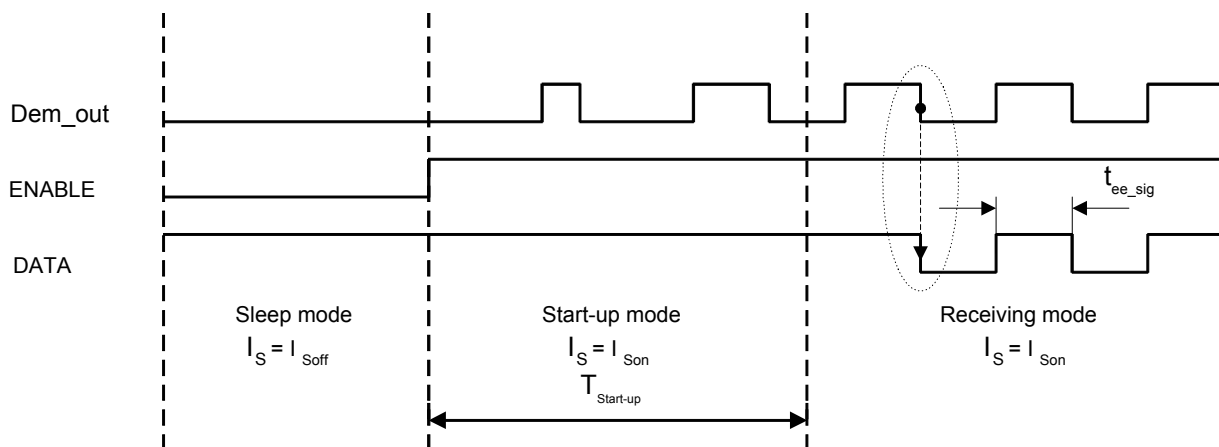 Dem_out
ENABLE
t ee_sig
DATA
Sleep mode
I S = I Soff
Start-up mode
I S = I Son
T Start-up
Receiving mode
I S = I Son